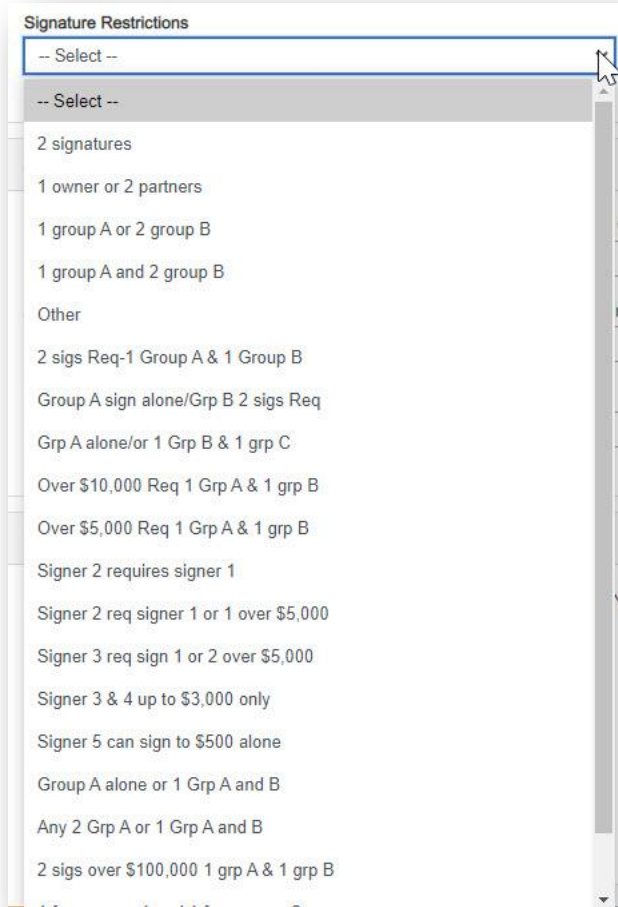 Signature Restrictions
-- Select --
-- Select --
2 signatures
1 owner or 2 partners
1 group A or 2 group B
1 group A and 2 group B
Other
2 sigs Req-1 Group A & 1 Group B
Group A sign alone/Grp B 2 sigs Req
Grp A alone/or 1 Grp B & 1 grp C
Over $10,000 Req 1 Grp A & 1 grp B
Over $5,000 Req 1 Grp A & 1 grp B
Signer 2 requires signer 1
Signer 2 req signer 1 or 1 over $5,000
Signer 3 req sign 1 or 2 over $5,000
Signer 3 & 4 up to $3,000 only
Signer 5 can sign to $500 alone
Group A alone or 1 Grp A and B
Any 2 Grp A or 1 Grp A and B
2 sigs over $100,000 1 grp A & 1 grp B